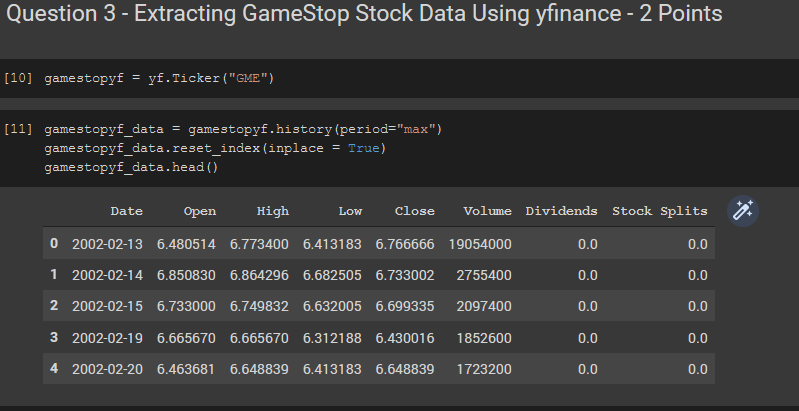 Question 3 - Extracting GameStop Stock Data Using yfinance - 2 Points
[10] gamestopyf = yf.Ticker("GME")
[11] gamestopyf_data = gamestopyf.history(period="max")
gamestopyf_data.reset_index(inplace = True)
gamestopyf_data.head()
Date Open High Low Close Volume Dividends Stock Splits
0 2002-02-13 6.480514 6.773400 6.413183 6.766666 19054000 0.0 0.0
1 2002-02-14 6.850830 6.864296 6.682505 6.733002 2755400 0.0 0.0
2 2002-02-15 6.733000 6.749832 6.632005 6.699335 2097400 0.0 0.0
3 2002-02-19 6.665670 6.665670 6.312188 6.430016 1852600 0.0 0.0
4 2002-02-20 6.463681 6.648839 6.413183 6.648839 1723200 0.0 0.0